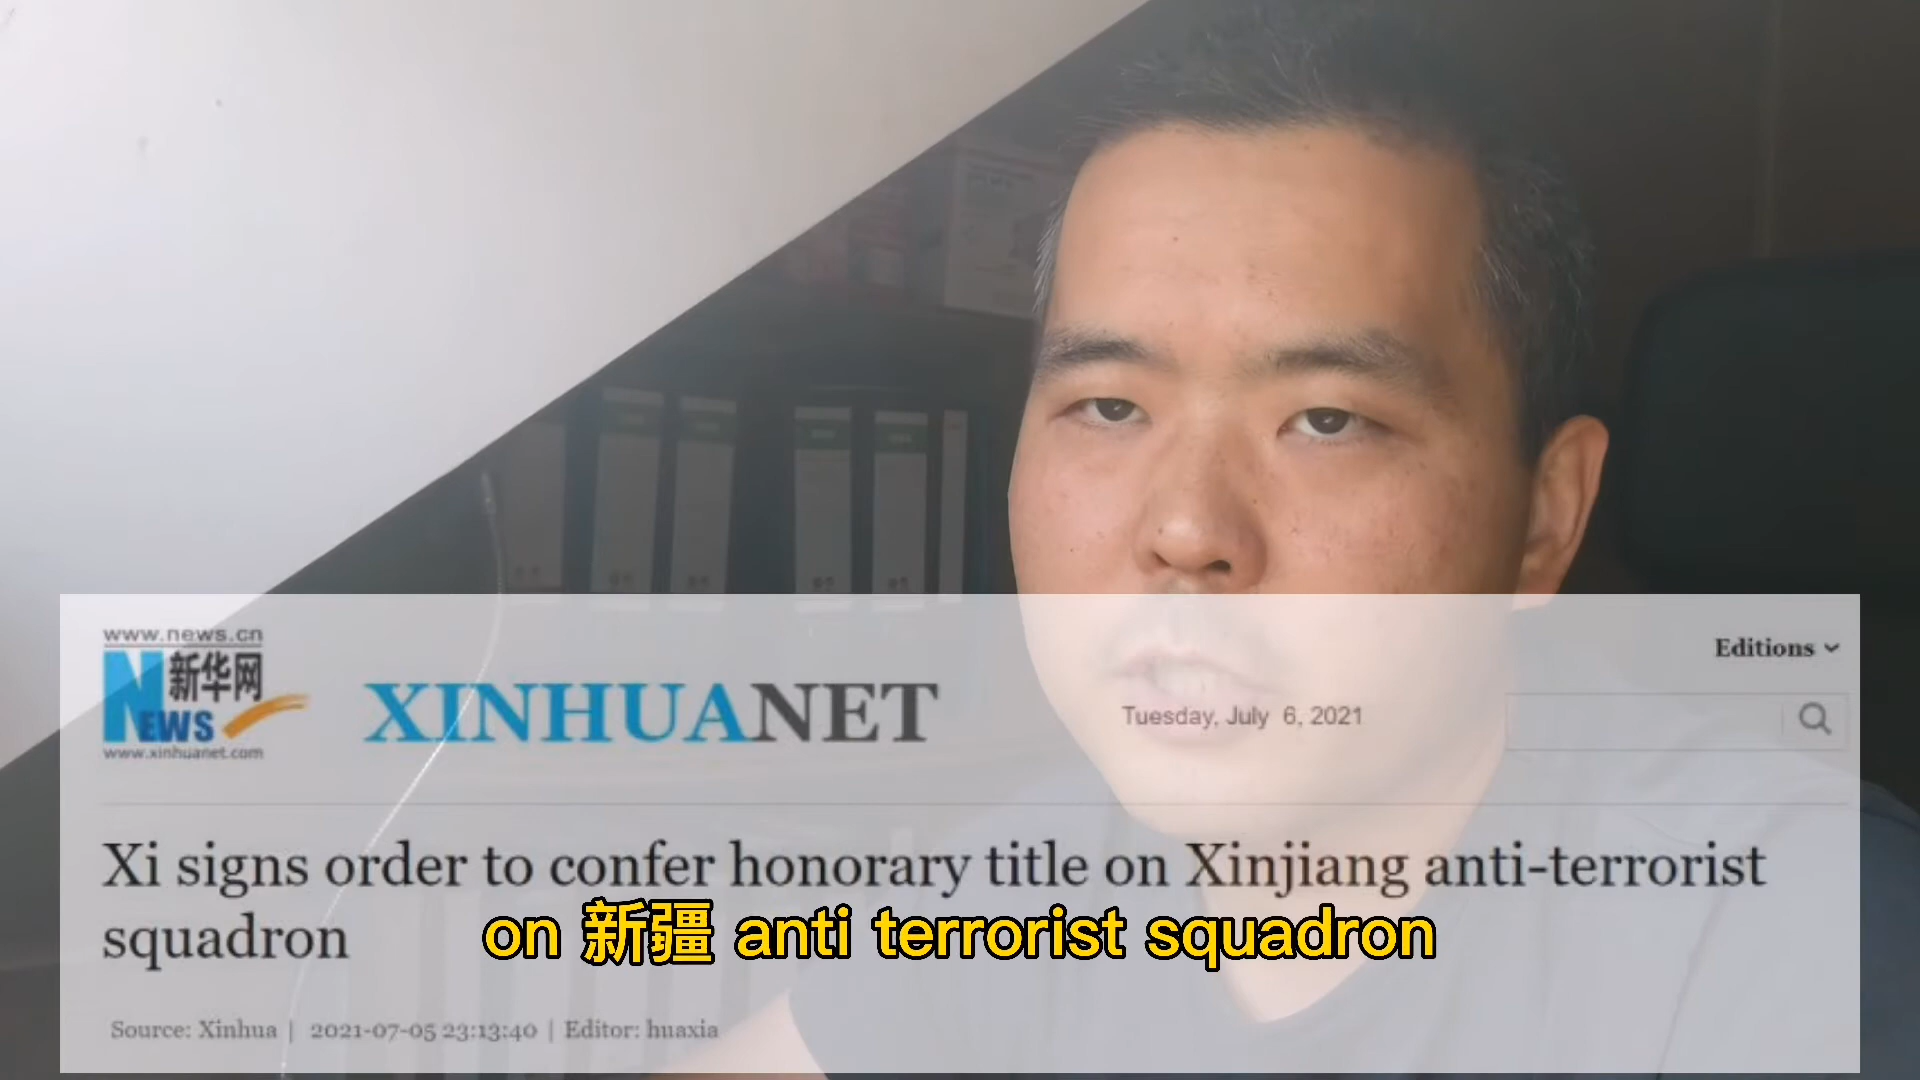 www.news.cn
新华网
NEWS
www.xinhuanet.com
XINHUANET
Tuesday, July 6, 2021
Editions
Xi signs order to confer honorary title on Xinjiang anti-terrorist
squadron
on 新疆 anti terrorist squadron
Source: Xinhua | 2021-07-05 23:13:40 | Editor: huaxia